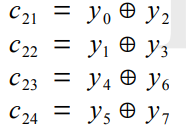 c₂₁ = y₀ ⊕ y₂
c₂₂ = y₁ ⊕ y₃
c₂₃ = y₄ ⊕ y₆
c₂₄ = y₅ ⊕ y₇